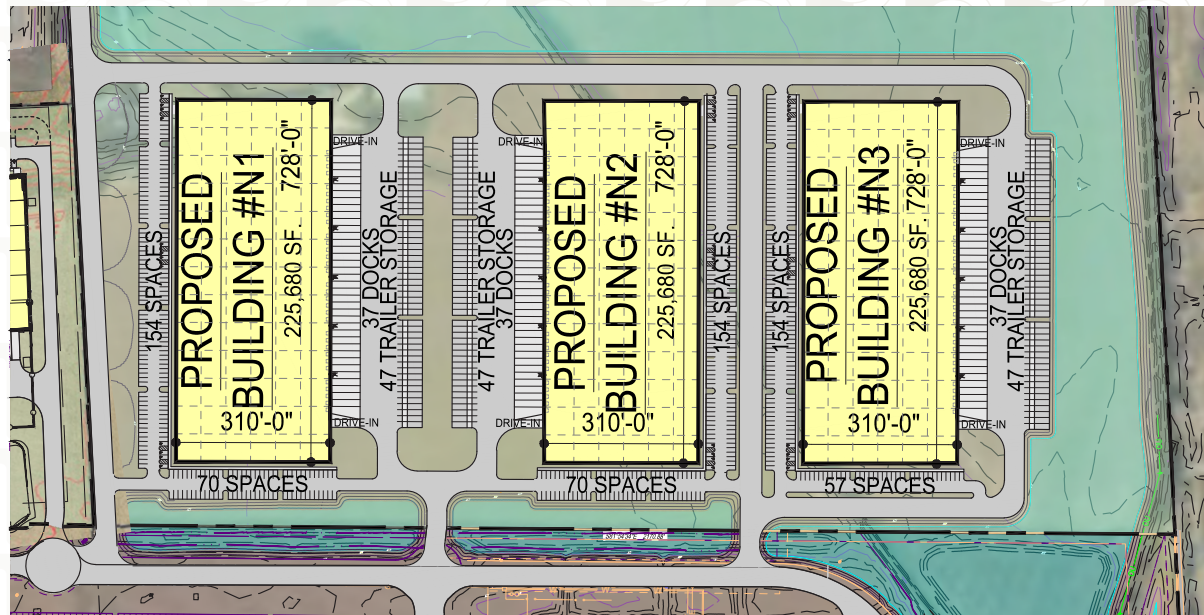 154 SPACES
PROPOSED
BUILDING #N1
225,680 SF.
728'-0"
310'-0"
70 SPACES
DRIVE-IN
37 DOCKS
47 TRAILER STORAGE
DRIVE-IN
DRIVE-IN
47 TRAILER STORAGE
37 DOCKS
DRIVE-IN
PROPOSED
BUILDING #N2
225,680 SF.
728'-0"
310'-0"
70 SPACES
154 SPACES
154 SPACES
PROPOSED
BUILDING #N3
225,680 SF.
728'-0"
310'-0"
57 SPACES
DRIVE-IN
37 DOCKS
47 TRAILER STORAGE
DRIVE-IN